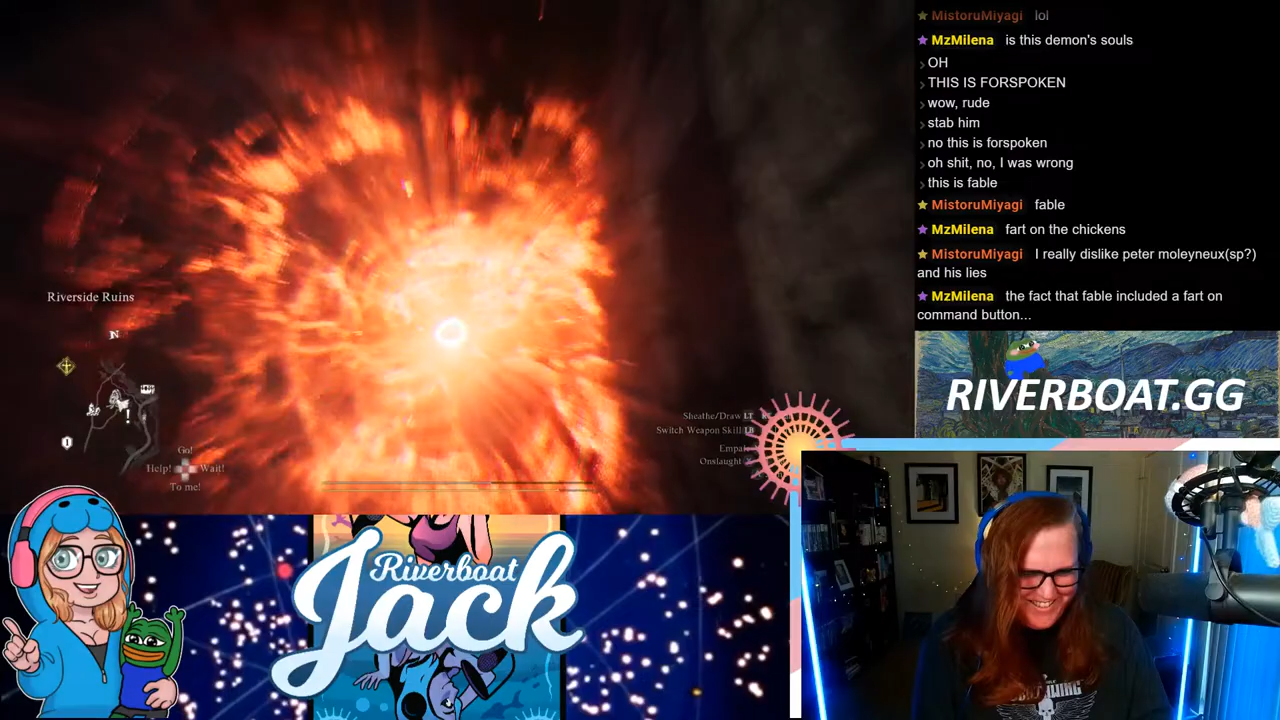 MistoruMiyagi lol
MzMilena is this demon's souls
OH
THIS IS FORSPOKEN
wow, rude
stab him
no this is forspoken
oh shit, no, I was wrong
this is fable
MistoruMiyagi fable
MzMilena fart on the chickens
MistoruMiyagi I really dislike peter moleyneux(sp?)
and his lies
MzMilena the fact that fable included a fart on
command button...
RIVERBOAT.GG
Riverside Ruins
N
Go!
Help! Wait!
To me!
Sheathe/Draw LT
Switch Weapon Skill LB
Onslaught
Riverboat
Jack